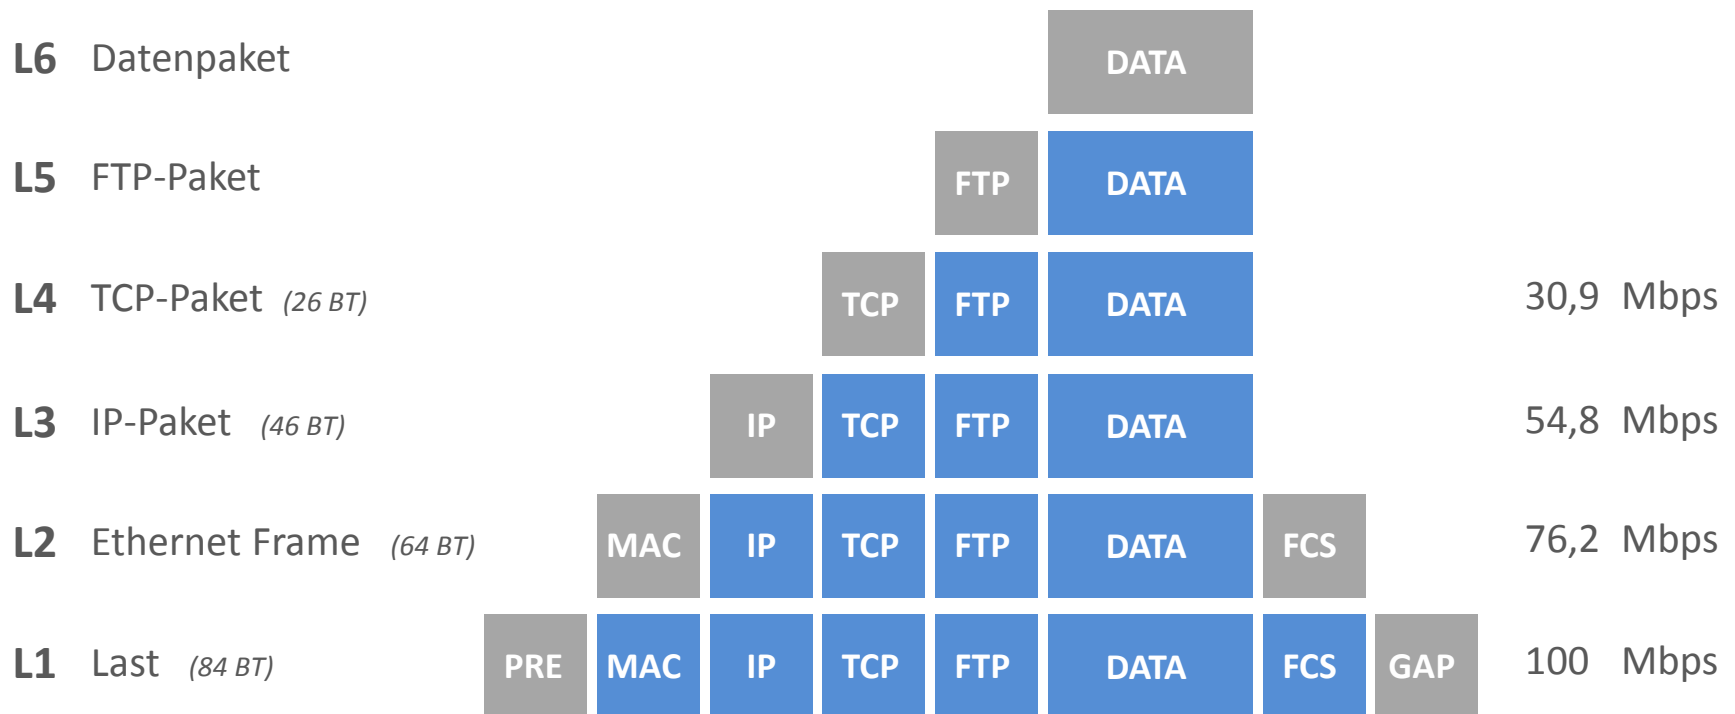 L6 Datenpaket DATA
L5 FTP-Paket FTP DATA
L4 TCP-Paket (26 BT) TCP FTP DATA 30,9 Mbps
L3 IP-Paket (46 BT) IP TCP FTP DATA 54,8 Mbps
L2 Ethernet Frame (64 BT) MAC IP TCP FTP DATA FCS 76,2 Mbps
L1 Last (84 BT) PRE MAC IP TCP FTP DATA FCS GAP 100 Mbps